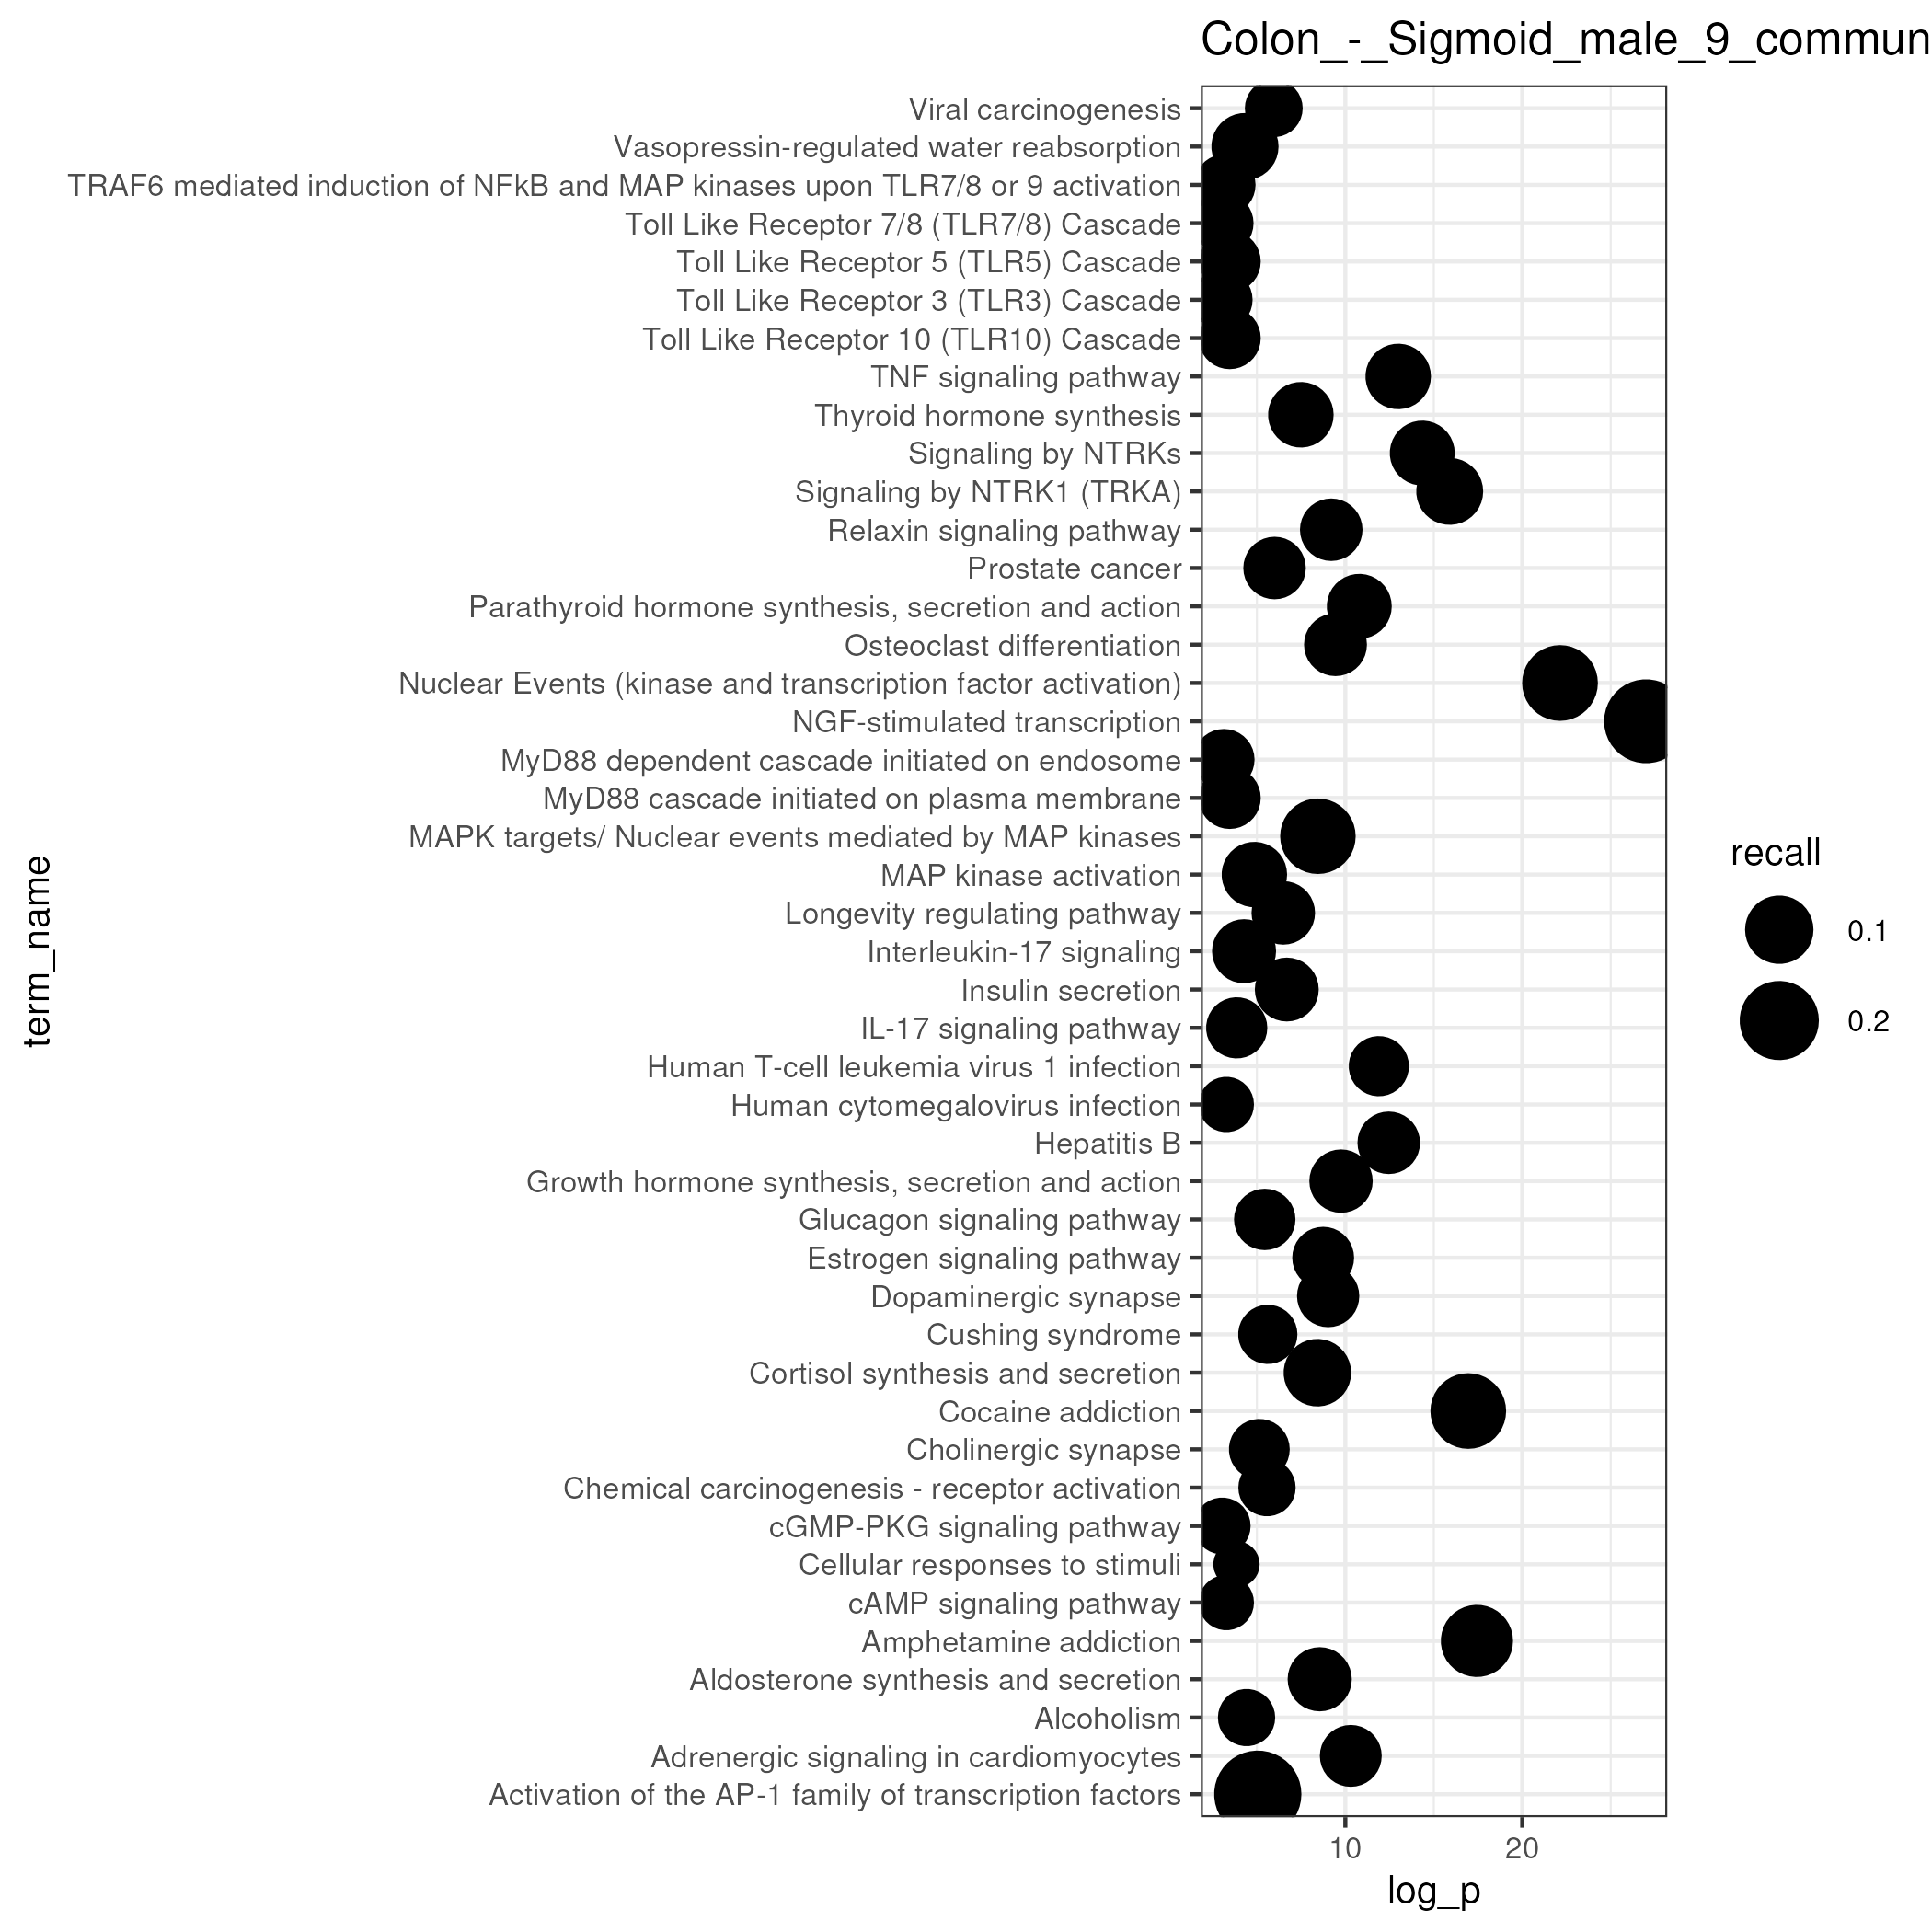 Colon_-_Sigmoid_male_9_commun
Viral carcinogenesis
Vasopressin-regulated water reabsorption
TRAF6 mediated induction of NFkB and MAP kinases upon TLR7/8 or 9 activation
Toll Like Receptor 7/8 (TLR7/8) Cascade
Toll Like Receptor 5 (TLR5) Cascade
Toll Like Receptor 3 (TLR3) Cascade
Toll Like Receptor 10 (TLR10) Cascade
TNF signaling pathway
Thyroid hormone synthesis
Signaling by NTRKs
Signaling by NTRK1 (TRKA)
Relaxin signaling pathway
Prostate cancer
Parathyroid hormone synthesis, secretion and action
Osteoclast differentiation
Nuclear Events (kinase and transcription factor activation)
NGF-stimulated transcription
MyD88 dependent cascade initiated on endosome
MyD88 cascade initiated on plasma membrane
MAPK targets/ Nuclear events mediated by MAP kinases
MAP kinase activation
Longevity regulating pathway
Interleukin-17 signaling
Insulin secretion
IL-17 signaling pathway
Human T-cell leukemia virus 1 infection
Human cytomegalovirus infection
Hepatitis B
Growth hormone synthesis, secretion and action
Glucagon signaling pathway
Estrogen signaling pathway
Dopaminergic synapse
Cushing syndrome
Cortisol synthesis and secretion
Cocaine addiction
Cholinergic synapse
Chemical carcinogenesis - receptor activation
cGMP-PKG signaling pathway
Cellular responses to stimuli
cAMP signaling pathway
Amphetamine addiction
Aldosterone synthesis and secretion
Alcoholism
Adrenergic signaling in cardiomyocytes
Activation of the AP-1 family of transcription factors
term_name
10 20
log_p
recall
0.1
0.2